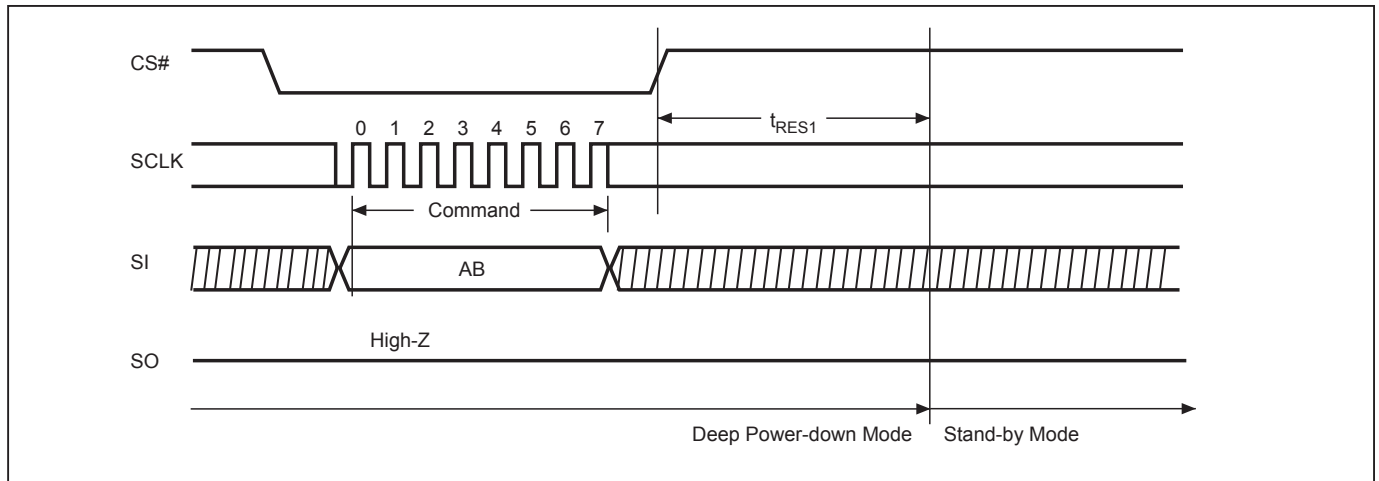 CS#
tRES1
0 1 2 3 4 5 6 7
SCLK
Command
SI
AB
High-Z
SO
Deep Power-down Mode Stand-by Mode